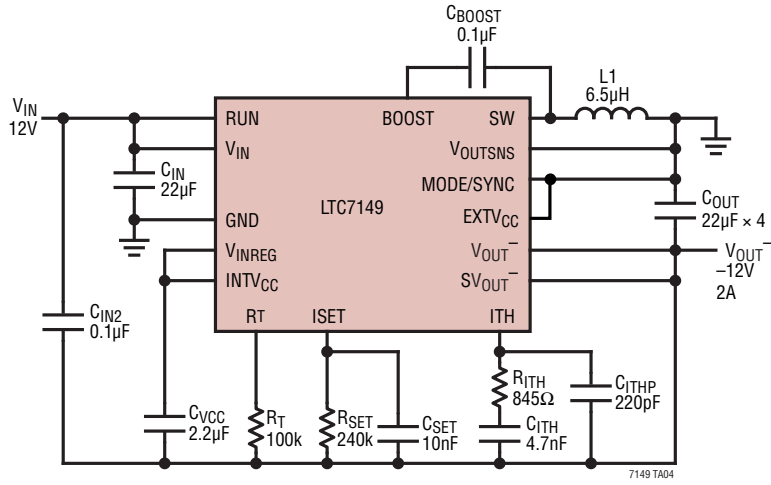 CBOOST
0.1µF
L1
6.5µH
VIN
12V
RUN
BOOST
SW
VIN
VOUTSNS
CIN
22µF
MODE/SYNC
LTC7149
COUT
22µF × 4
GND
EXTVCC
VINREG
VOUT–
VOUT–
–12V
2A
INTVCC
SVOUT–
CIN2
0.1µF
RT
ISET
ITH
RITH
845Ω
CITHP
220pF
CVCC
2.2µF
RT
100k
RSET
240k
CSET
10nF
CITH
4.7nF
7149 TA04